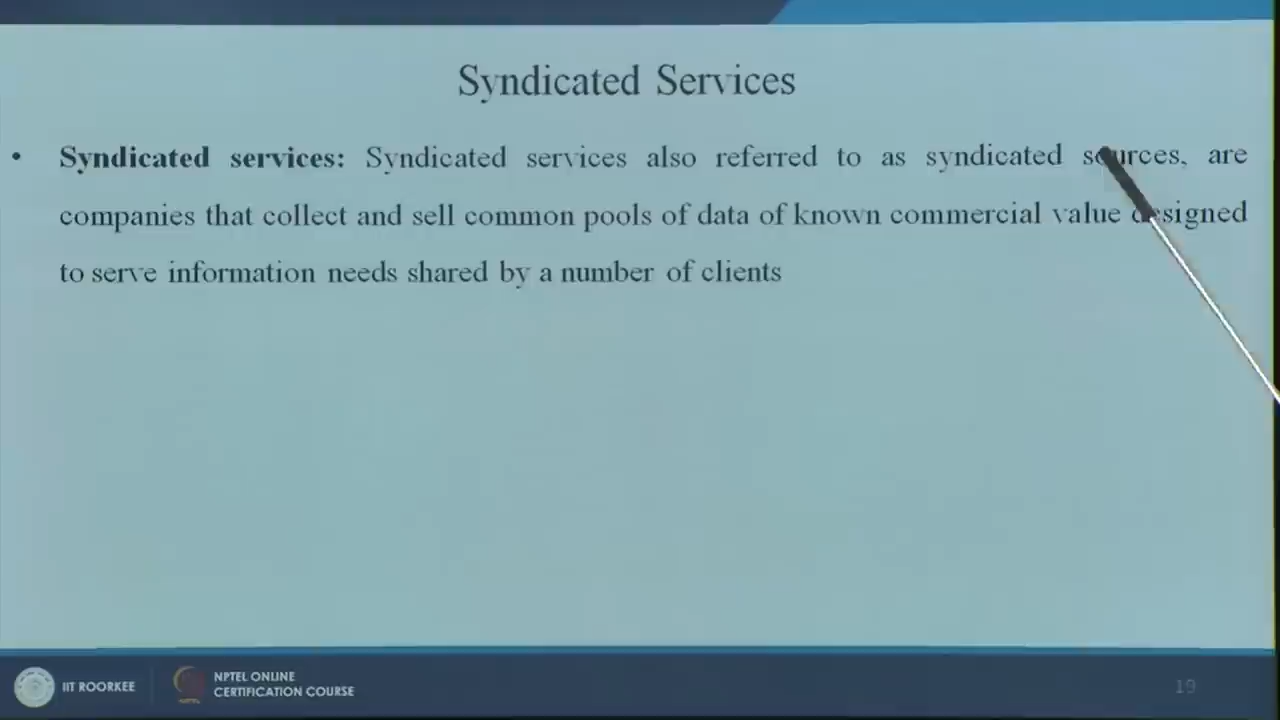 Syndicated Services
• Syndicated services: Syndicated services also referred to as syndicated sources, are
companies that collect and sell common pools of data of known commercial value designed
to serve information needs shared by a number of clients
IIT ROORKEE
NPTEL ONLINE
CERTIFICATION COURSE
19